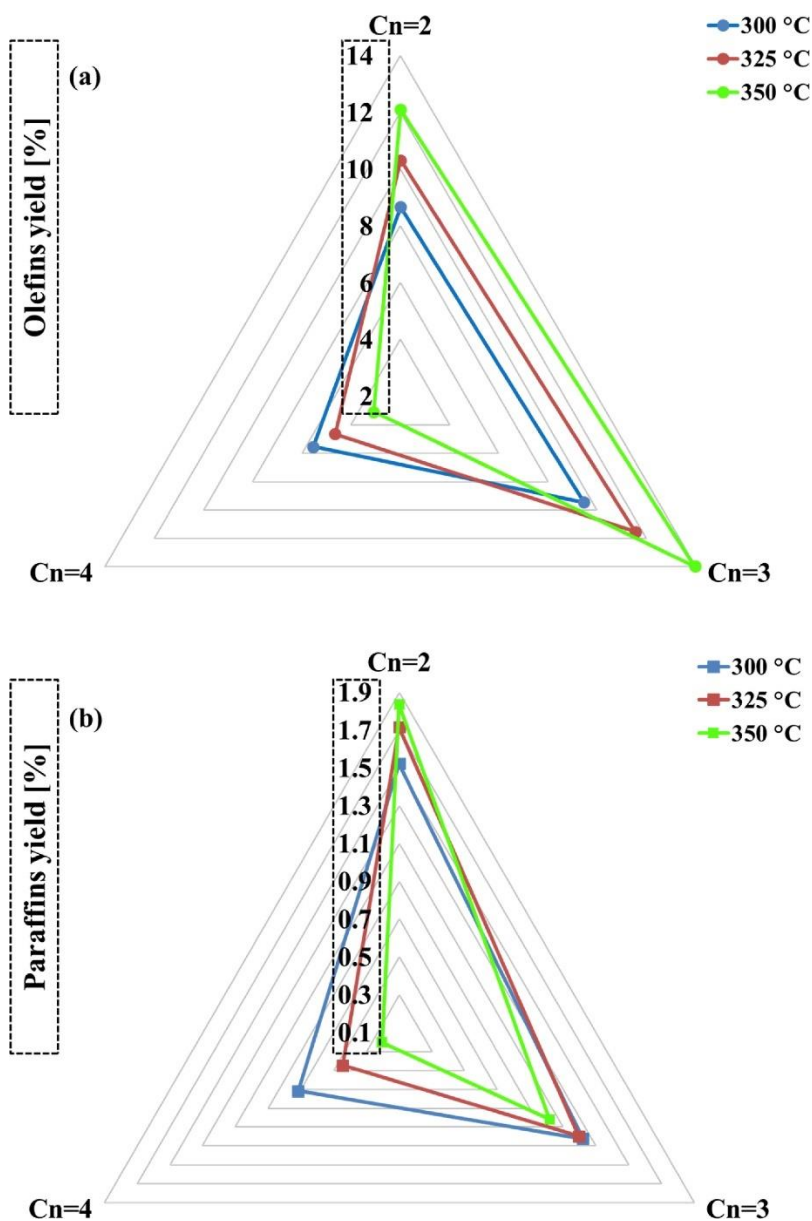 Cn=2
300 °C
325 °C
350 °C
(a)
Olefins yield [%]
14
12
10
8
6
4
2
Cn=4
Cn=3
Cn=2
300 °C
325 °C
350 °C
(b)
Paraffins yield [%]
1.9
1.7
1.5
1.3
1.1
0.9
0.7
0.5
0.3
0.1
Cn=4
Cn=3